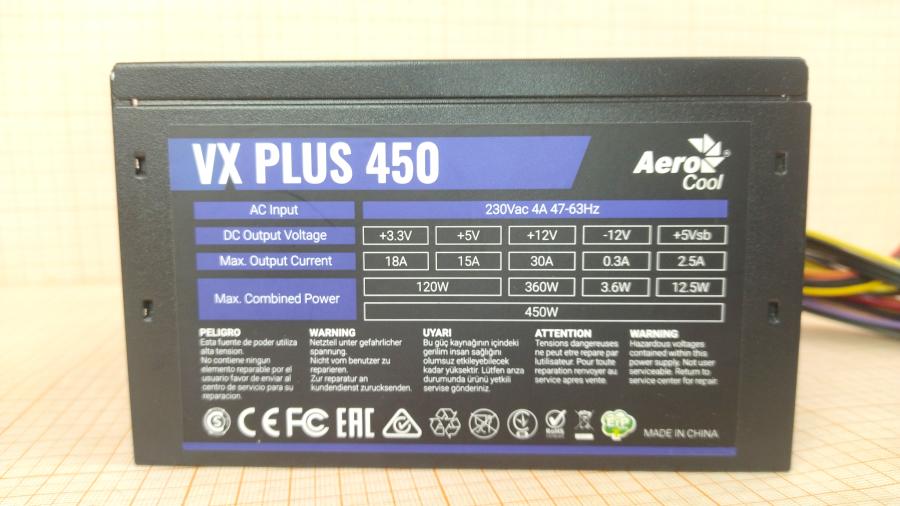 VX PLUS 450
Aero
Cool
AC Input 230Vac 4A 47-63Hz
DC Output Voltage +3.3V +5V +12V -12V +5Vsb
Max. Output Current 18A 15A 30A 0.3A 2.5A
Max. Combined Power 120W 360W 3.6W 12.5W
450W
PELIGRO
Esta fuente de poder utiliza
alta tension.
No contiene ningun
elemento reparable por el
usuario favor de enviar al
centro de servicio para su
reparacion.
WARNING
Netzteil unter gefahrlicher
spannung.
Nicht vom benutzer zu
reparieren.
Zur reparatur an
kundendienst zurucksenden.
UYARI
Bu güç kaynağının içindeki
gerilim insan sağlığını
olumsuz etkileyebilecek
kadar yüksektir. Lütfen arıza
durumunda ürünü yetkili
servise gönderiniz.
ATTENTION
Tensions dangereuses
ne peut etre repare par
lutilisateur. Pour toute
reparation renvoyer au
service apres vente.
WARNING
Hazardous voltages
contained within this
power supply. Not user
serviceable. Return to
service center for repair.
S CE FC EAC RoHS ErP MADE IN CHINA